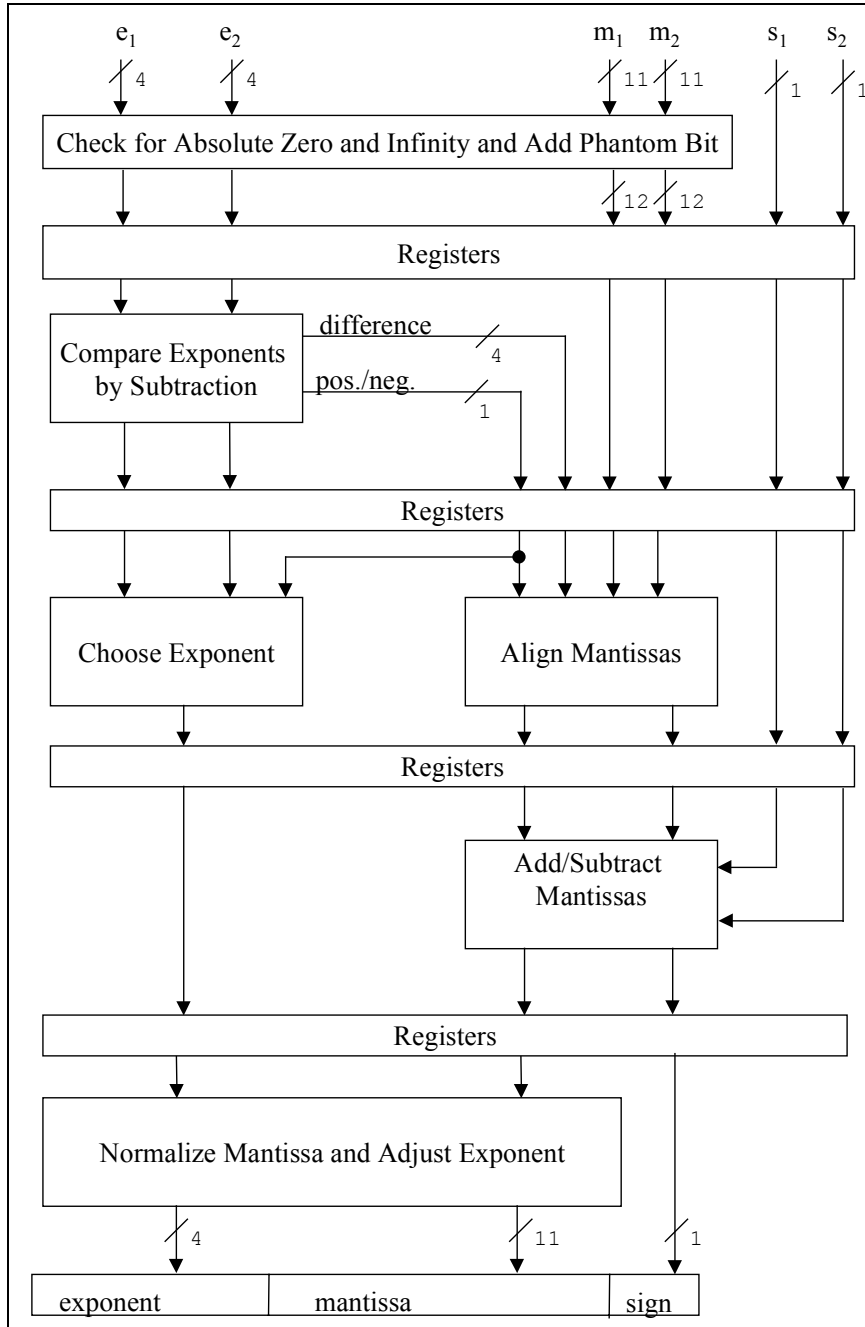 e1 e2 m1 m2 s1 s2
4 4 11 11 1 1
Check for Absolute Zero and Infinity and Add Phantom Bit
12 12
Registers
difference
4
Compare Exponents
by Subtraction
pos./neg.
1
Registers
Choose Exponent
Align Mantissas
Registers
Add/Subtract
Mantissas
Registers
Normalize Mantissa and Adjust Exponent
4 11 1
exponent mantissa sign